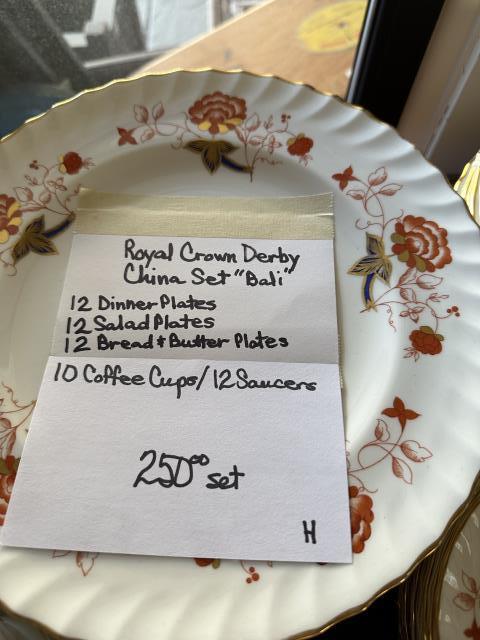 Royal Crown Derby
China Set "Bali"
12 Dinner Plates
12 Salad Plates
12 Bread & Butter Plates
10 Coffee Cups/12 Saucers
250⁰⁰ set
H